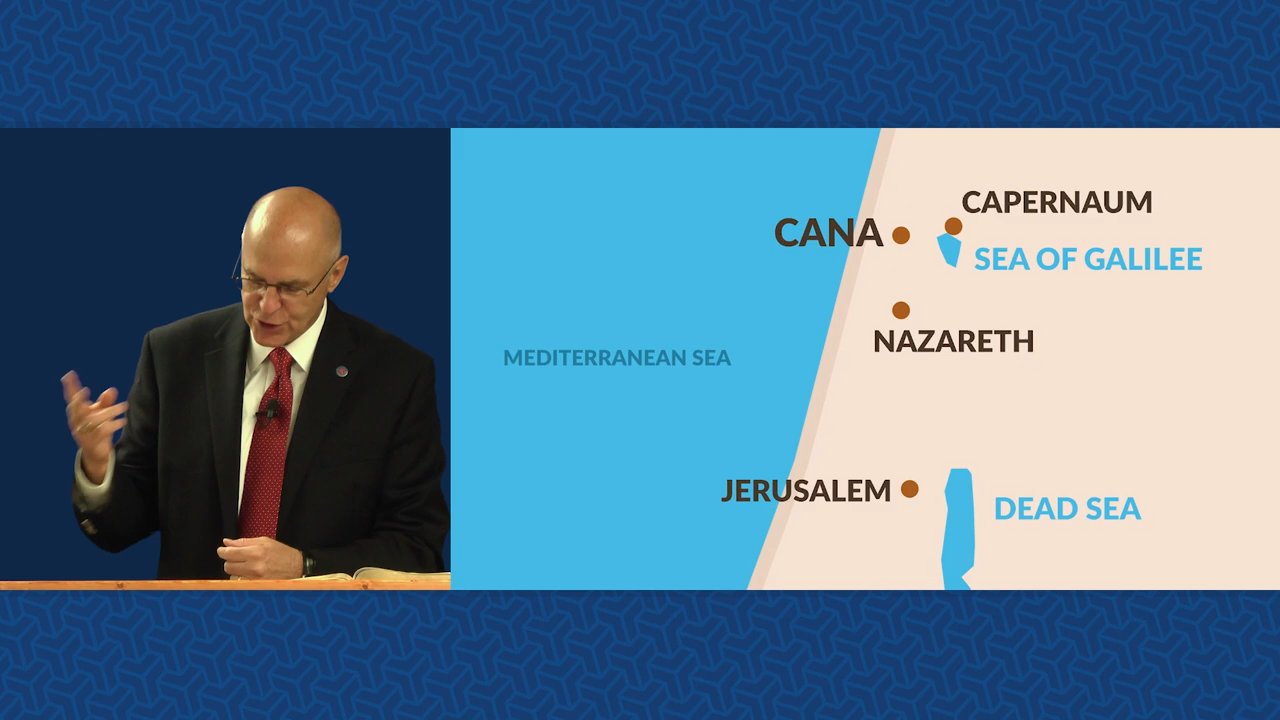 CAPERNAUM
CANA
SEA OF GALILEE
NAZARETH
MEDITERRANEAN SEA
JERUSALEM
DEAD SEA